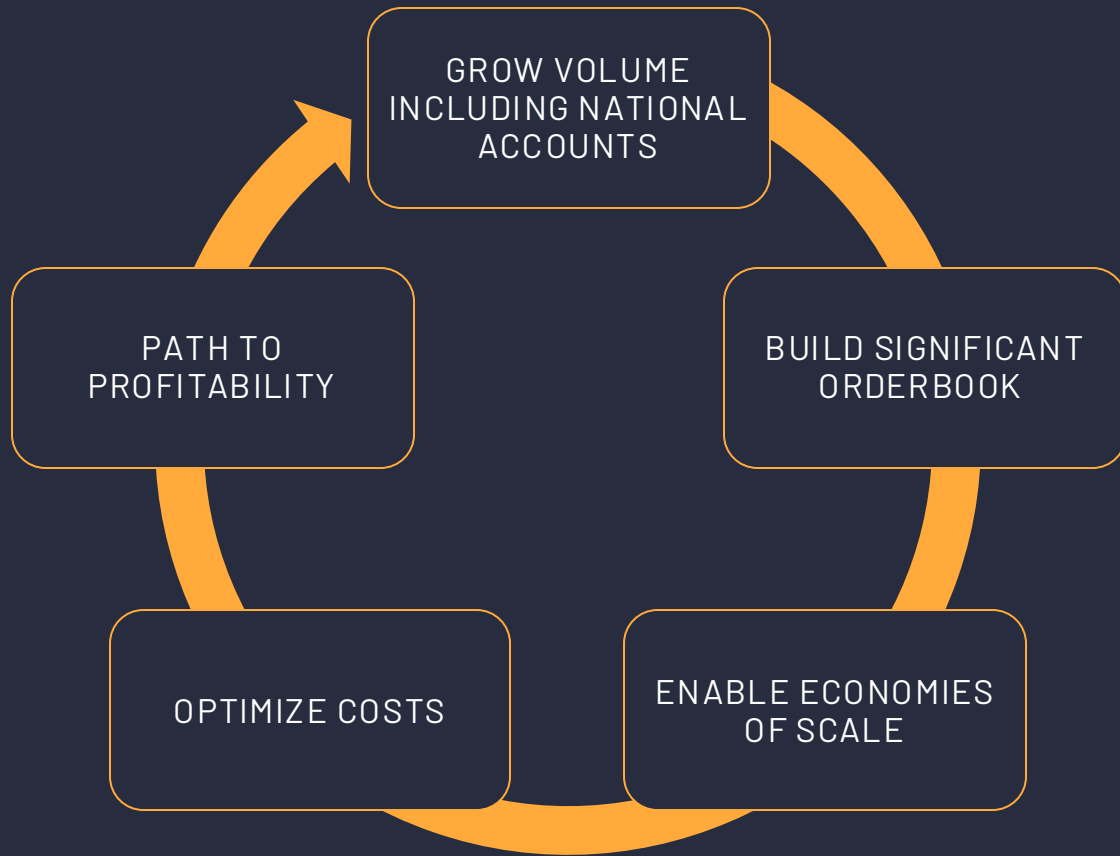 GROW VOLUME
INCLUDING NATIONAL
ACCOUNTS
BUILD SIGNIFICANT
ORDERBOOK
ENABLE ECONOMIES
OF SCALE
OPTIMIZE COSTS
PATH TO
PROFITABILITY